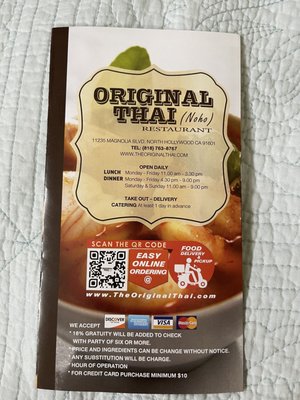 ORIGINAL
THAI (Noho)
RESTAURANT
11235 MAGNOLIA BLVD. NORTH HOLLYWOOD CA 91601
TEL: (818) 763-8767
WWW.THEORIGINALTHAI.COM
OPEN DAILY
LUNCH Monday - Friday 11.00 am - 3.00 pm
DINNER Monday - Friday 4.00 pm - 9.00 pm
Saturday & Sunday 11.00 am - 9.00 pm
TAKE OUT - DELIVERY
CATERING At least 1 day in advance
SCAN THE QR CODE
EASY
ONLINE
ORDERING
@
FOOD
DELIVERY
&
PICKUP
www.TheOriginalThai.com
WE ACCEPT DISCOVER VISA MasterCard
* 16% GRATUITY WILL BE ADDED TO CHECK
WITH PARTY OF SIX OR MORE.
* PRICE AND INGREDIENTS CAN BE CHANGE WITHOUT NOTICE.
* ANY SUBSTITUTION WILL BE CHARGE.
* HOUR OF OPERATION
* FOR CREDIT CARD PURCHASE MINIMUM $10